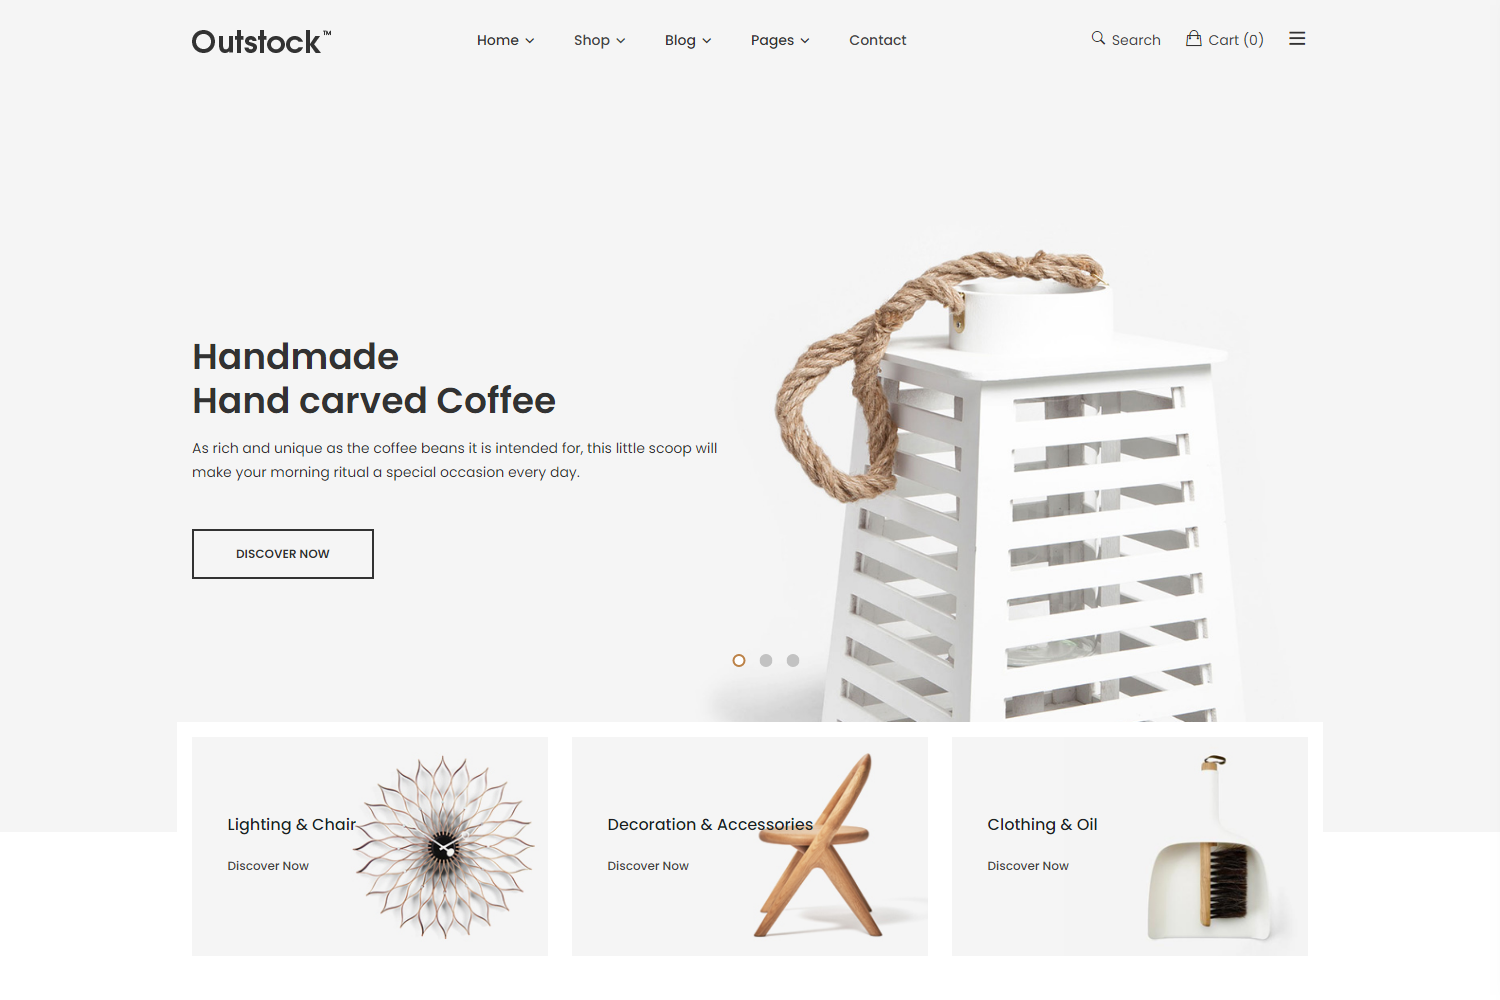 Outstock™
Home
Shop
Blog
Pages
Contact
Search
Cart (0)
Handmade
Hand carved Coffee
As rich and unique as the coffee beans it is intended for, this little scoop will
make your morning ritual a special occasion every day.
DISCOVER NOW
Lighting & Chair
Discover Now
Decoration & Accessories
Discover Now
Clothing & Oil
Discover Now